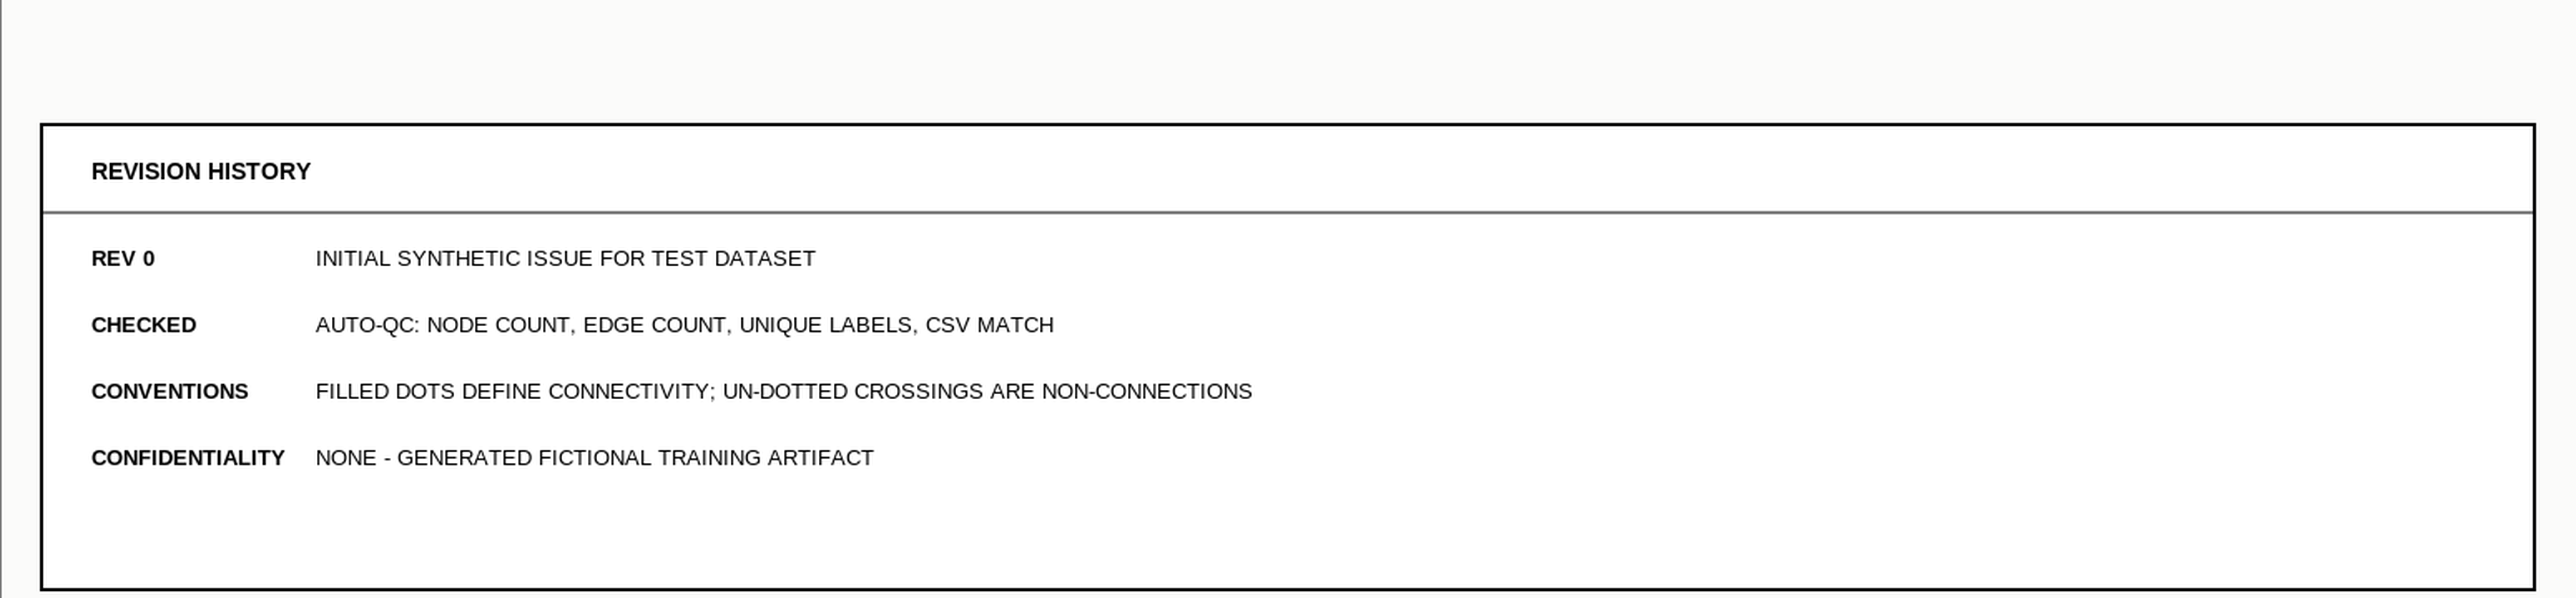 REVISION HISTORY
REV 0 INITIAL SYNTHETIC ISSUE FOR TEST DATASET
CHECKED AUTO-QC: NODE COUNT, EDGE COUNT, UNIQUE LABELS, CSV MATCH
CONVENTIONS FILLED DOTS DEFINE CONNECTIVITY; UN-DOTTED CROSSINGS ARE NON-CONNECTIONS
CONFIDENTIALITY NONE - GENERATED FICTIONAL TRAINING ARTIFACT